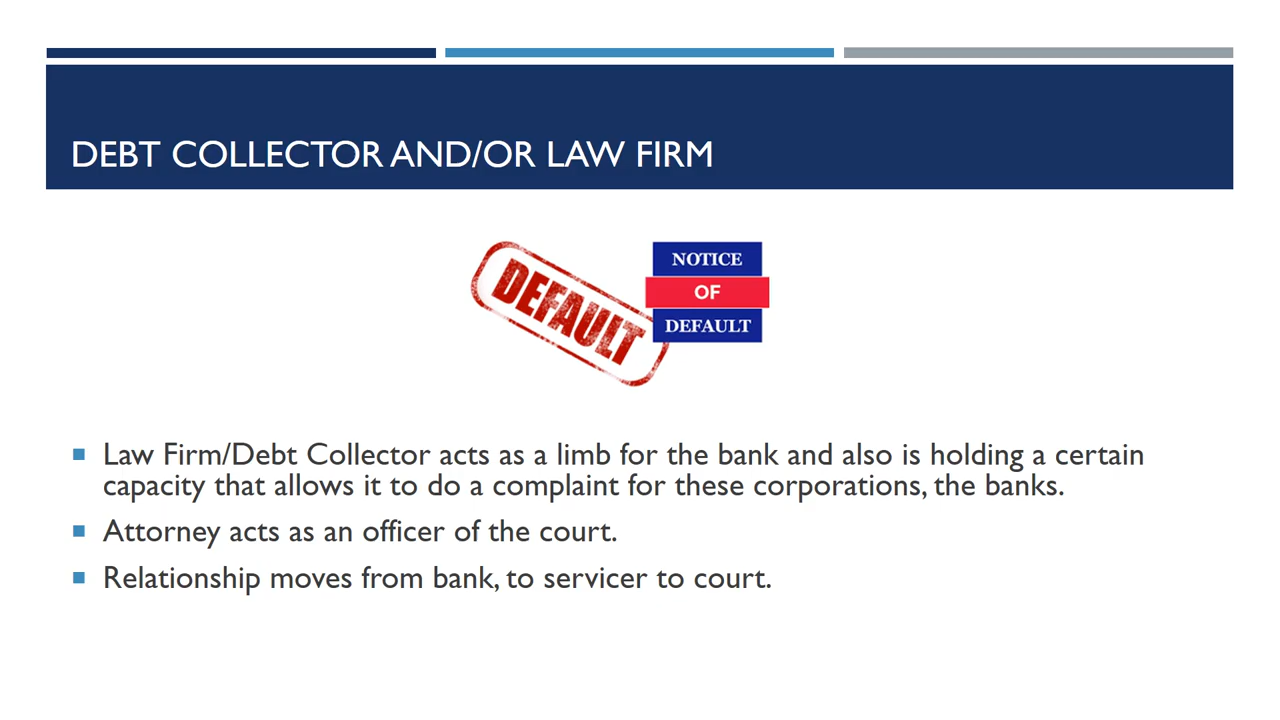 DEBT COLLECTOR AND/OR LAW FIRM
DEFAULT
NOTICE
OF
DEFAULT
Law Firm/Debt Collector acts as a limb for the bank and also is holding a certain
capacity that allows it to do a complaint for these corporations, the banks.
Attorney acts as an officer of the court.
Relationship moves from bank, to servicer to court.